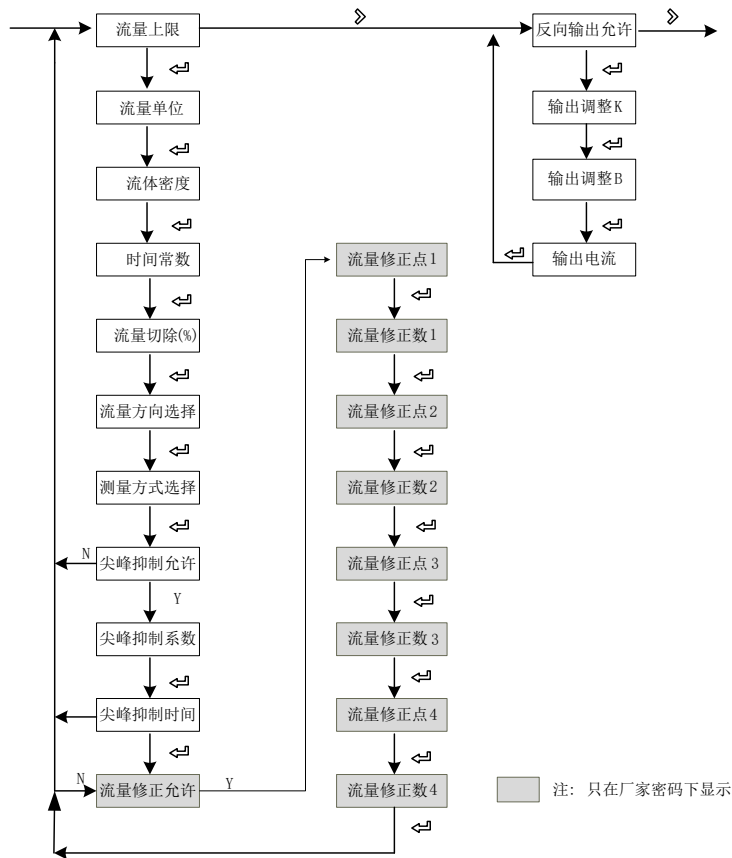 流量上限
流量单位
流体密度
时间常数
流量切除(%)
流量方向选择
测量方式选择
N
尖峰抑制允许
Y
尖峰抑制系数
尖峰抑制时间
N
流量修正允许
Y
流量修正点1
流量修正数1
流量修正点2
流量修正数2
流量修正点3
流量修正数3
流量修正点4
流量修正数4
反向输出允许
输出调整K
输出调整B
输出电流
注: 只在厂家密码下显示